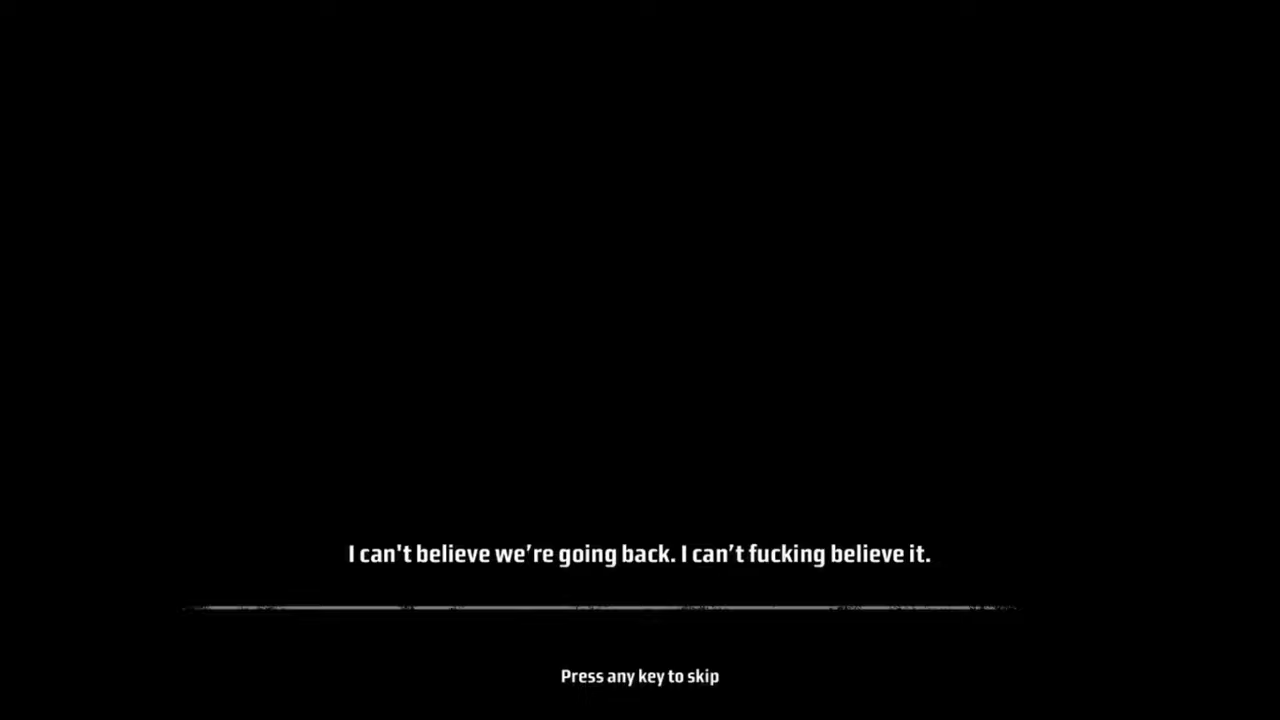 I can't believe we’re going back. I can’t fucking believe it.
Press any key to skip